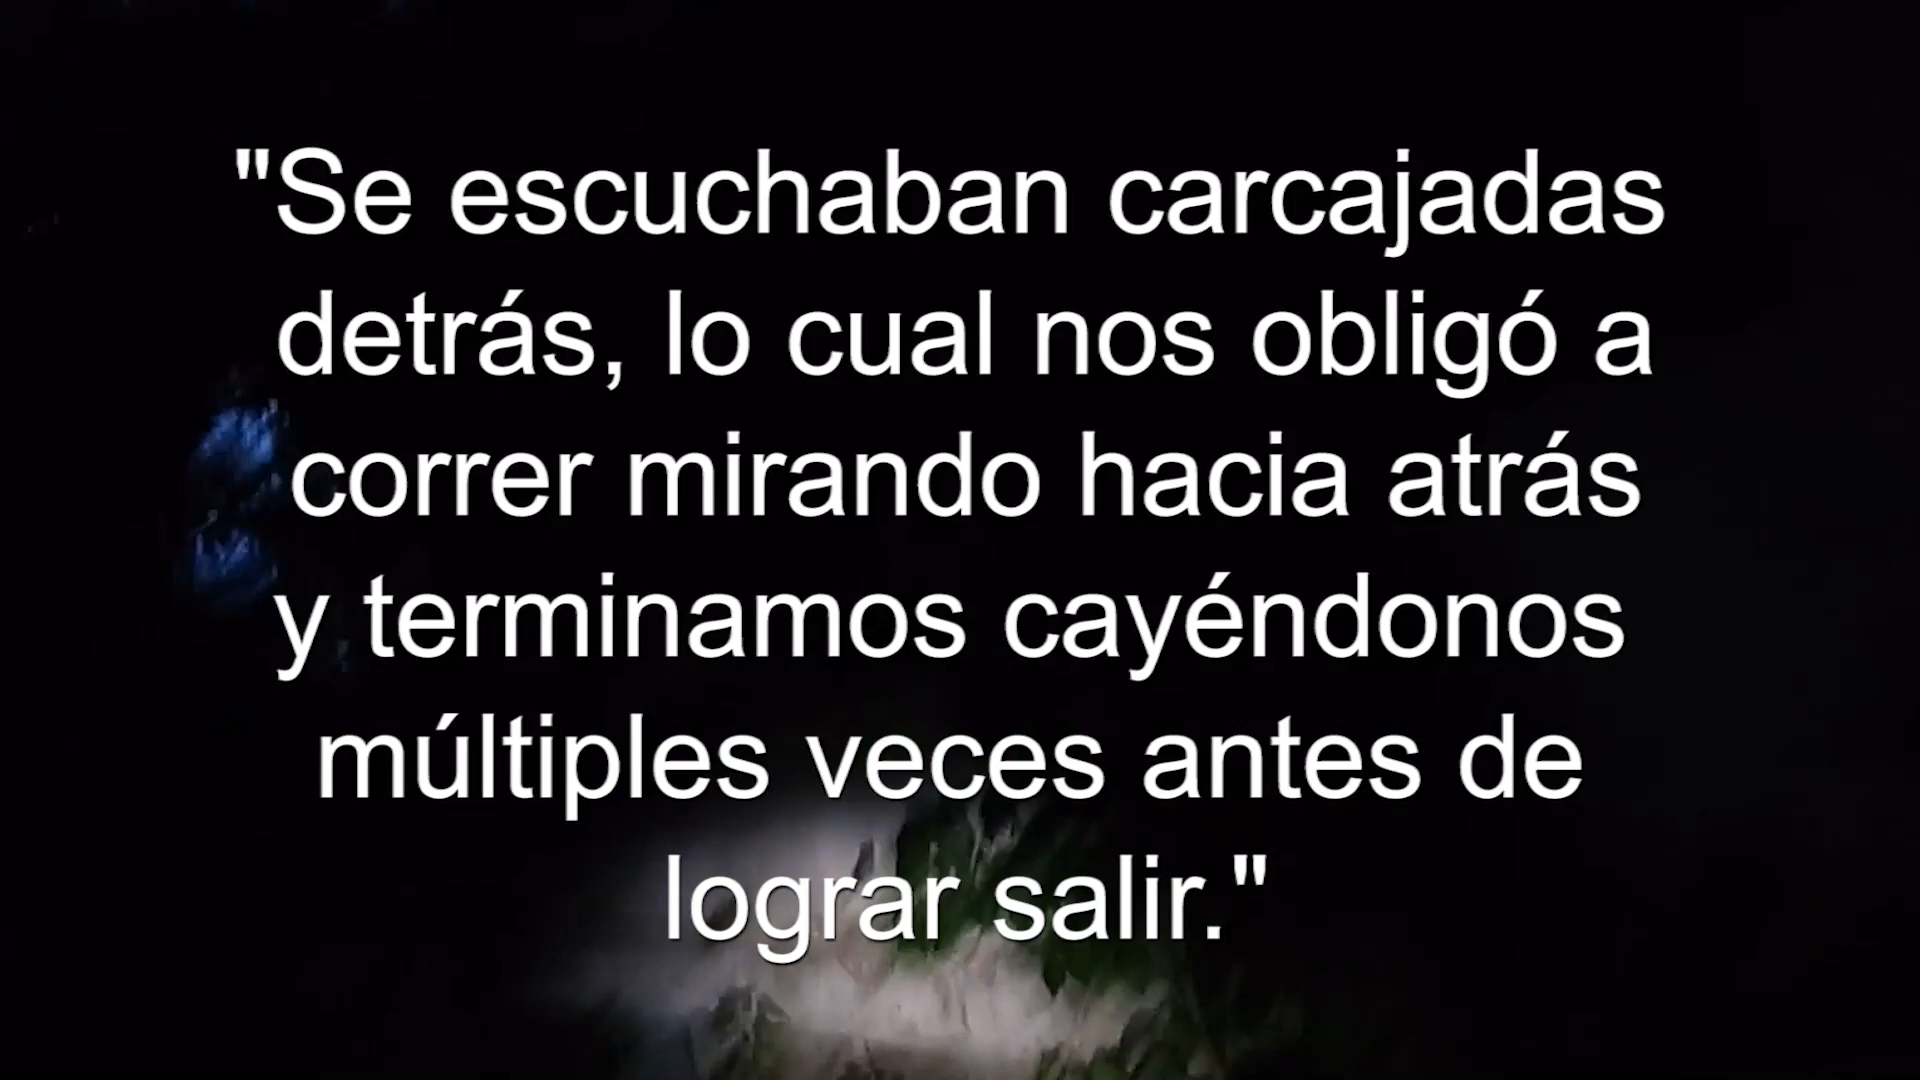 "Se escuchaban carcajadas
detrás, lo cual nos obligó a
correr mirando hacia atrás
y terminamos cayéndonos
múltiples veces antes de
lograr salir."